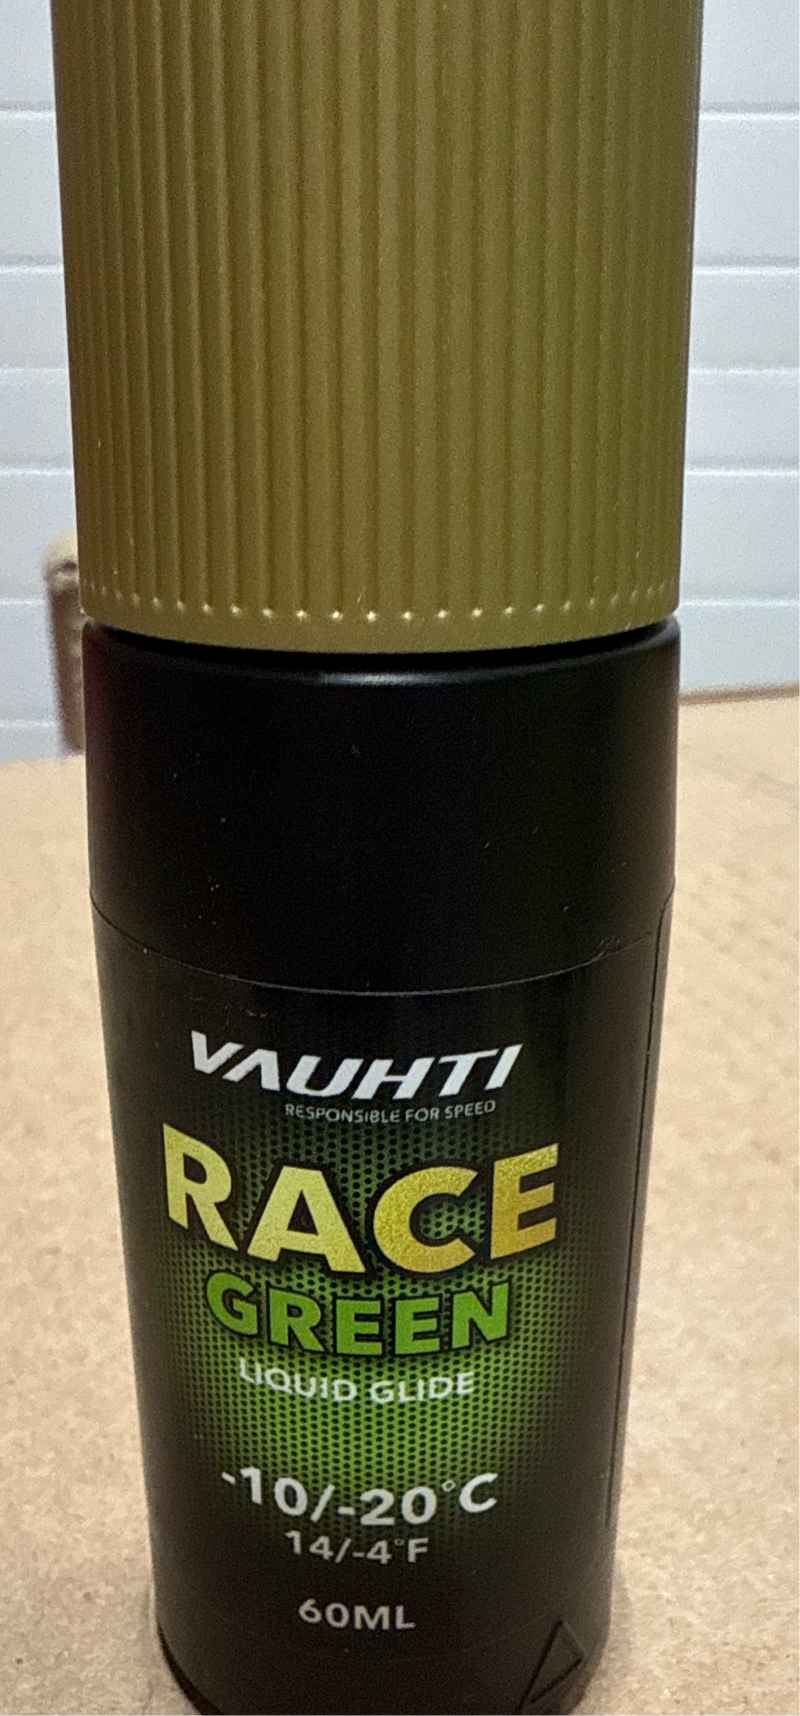 VAUHTI
RESPONSIBLE FOR SPEED
RACE
GREEN
LIQUID GLIDE
-10/-20°C
14/-4°F
60ML